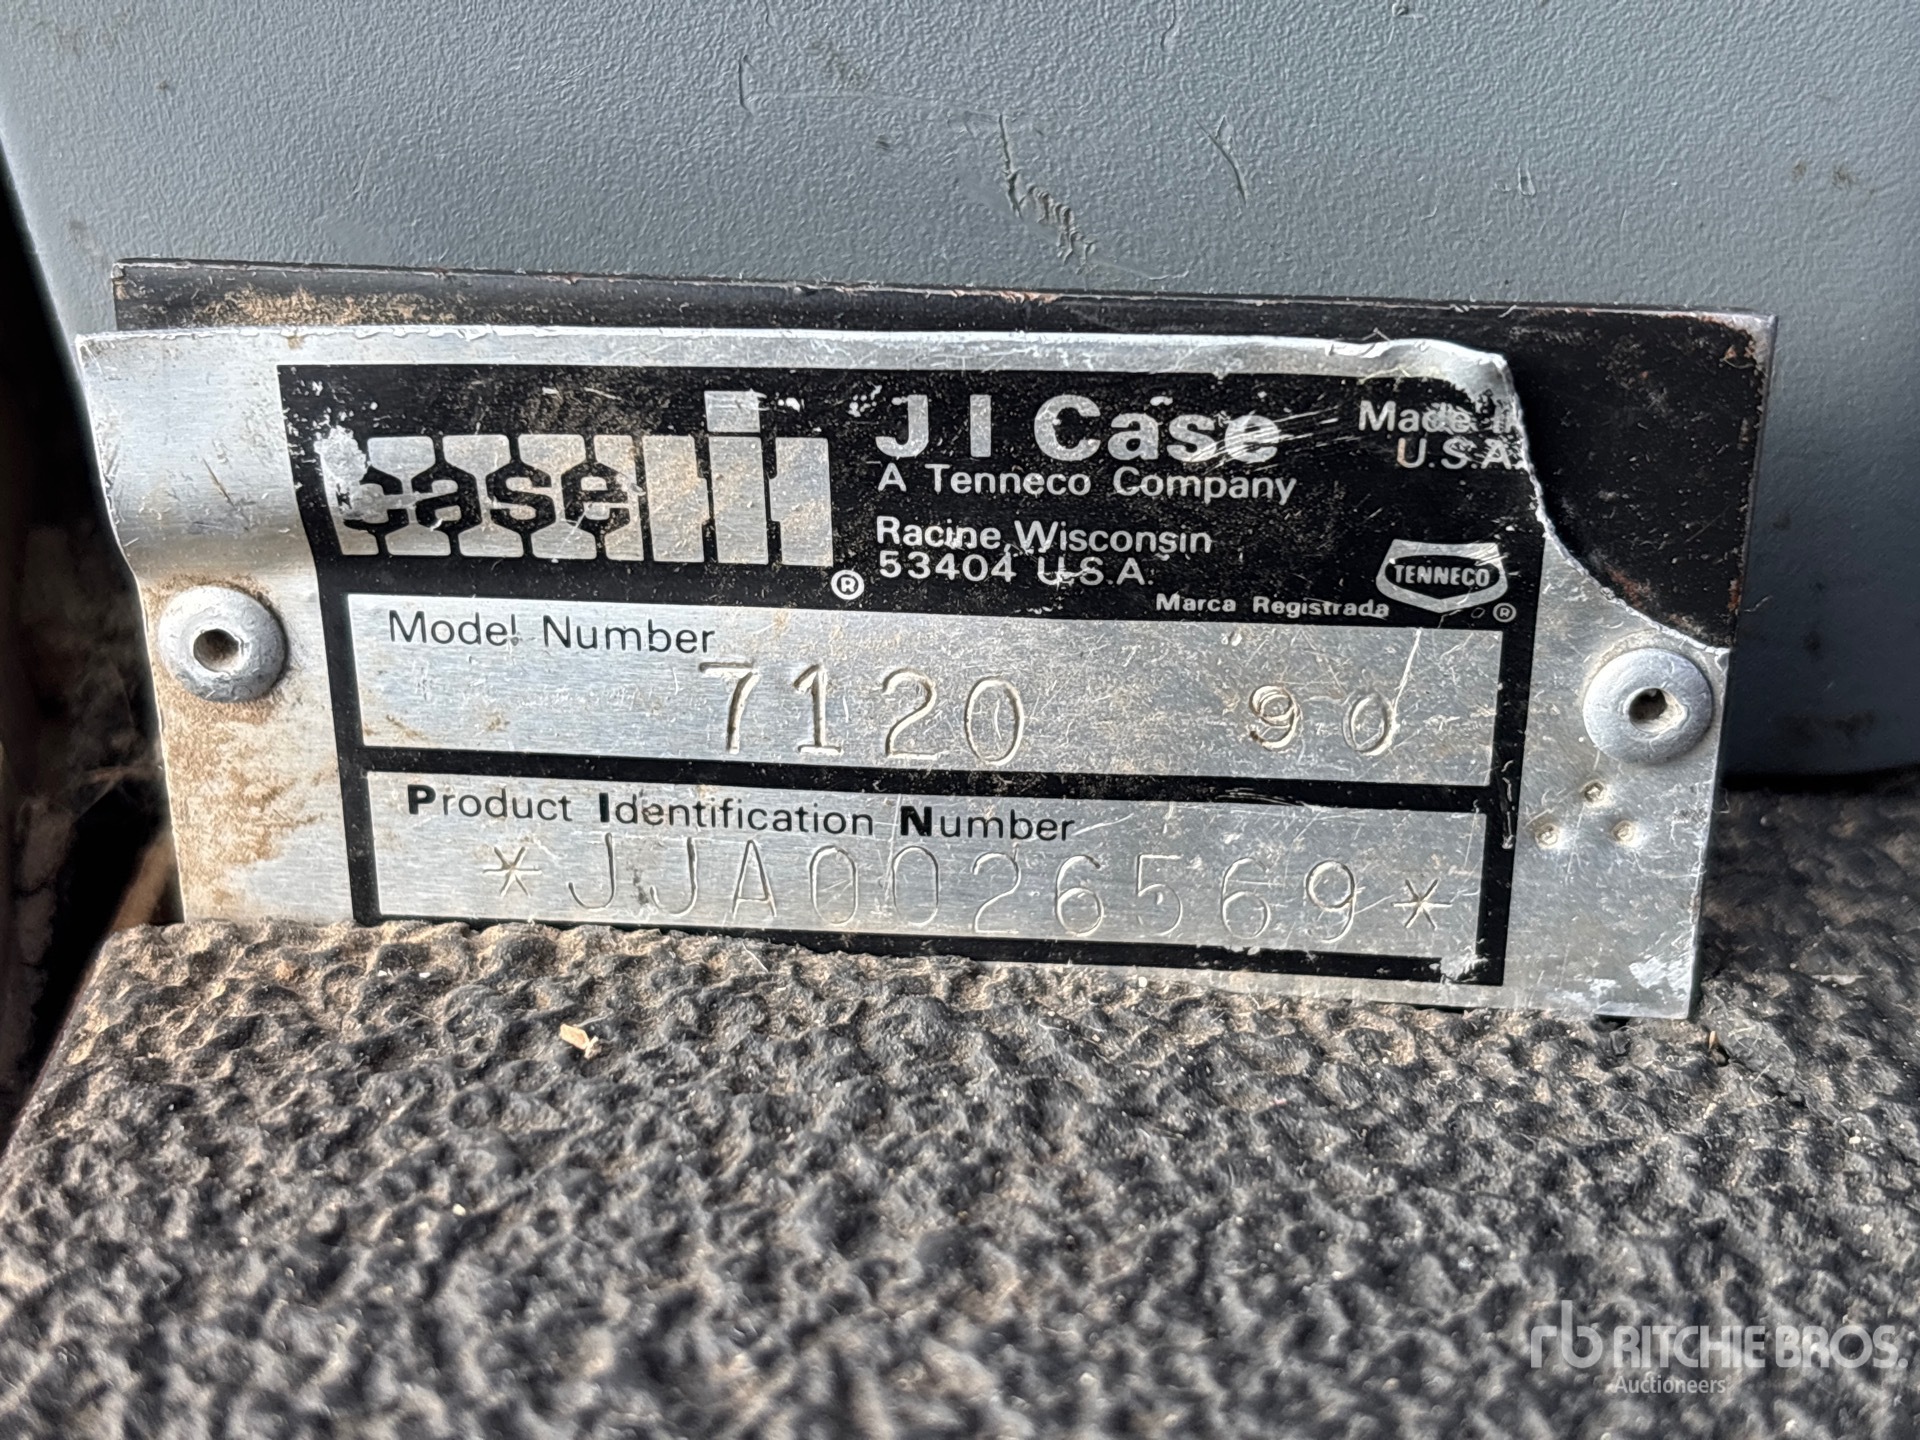 case ih ®
J I Case
A Tenneco Company
Racine Wisconsin
53404 U.S.A.
Made in
U.S.A.
TENNECO ®
Marca Registrada
Model Number
7120 90
Product Identification Number
*JJA0026569*
rb RITCHIE BROS.
Auctioneers